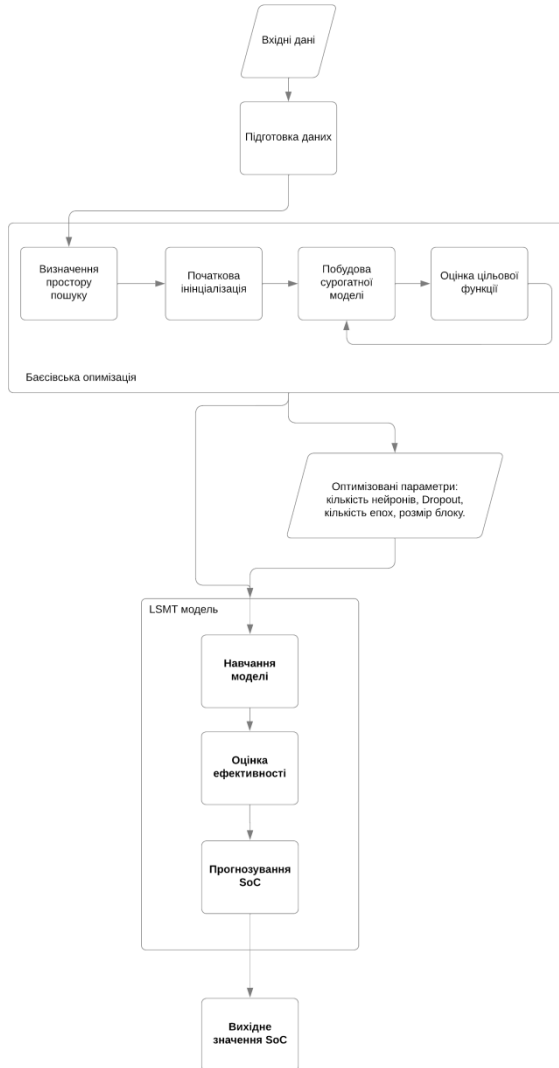 Вхідні дані
Підготовка даних
Визначення
простору
пошуку
Початкова
інінціалізація
Побудова
сурогатної
моделі
Оцінка цільової
функції
Баєсівська опимізація
Оптимізовані параметри:
кількість нейронів, Dropout,
кількість епох, розмір блоку.
LSMT модель
Навчання
моделі
Оцінка
ефективності
Прогнозування
SoC
Вихідне
значення SoC